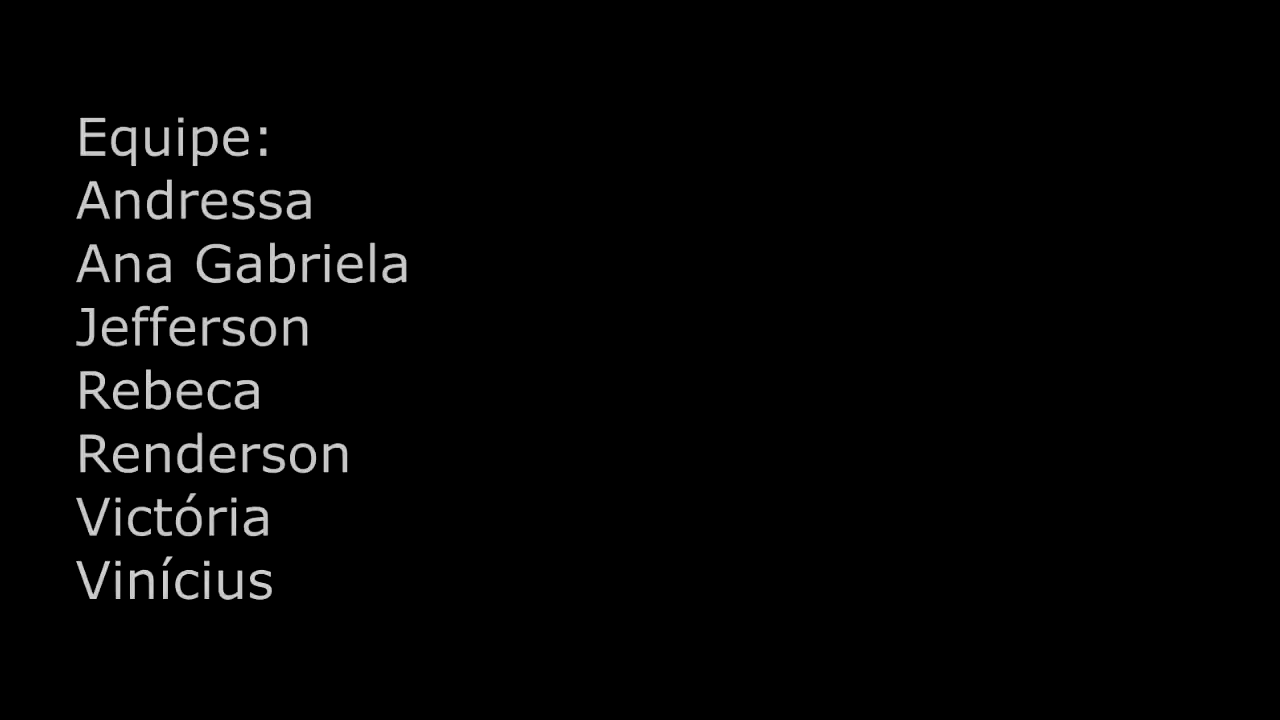 Equipe:
Andressa
Ana Gabriela
Jefferson
Rebeca
Renderson
Victória
Vinícius